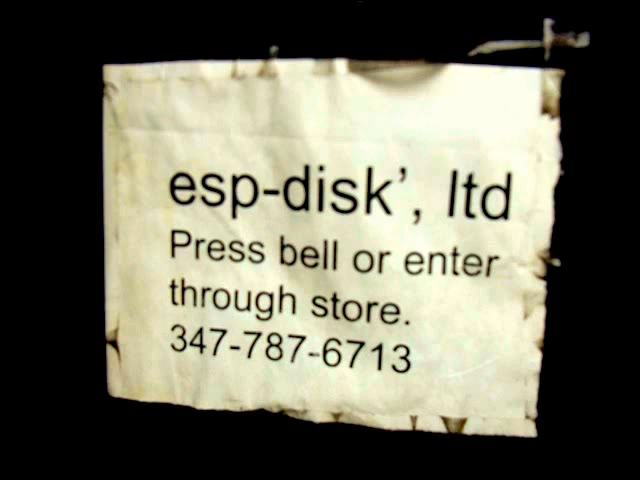 esp-disk', ltd
Press bell or enter
through store.
347-787-6713